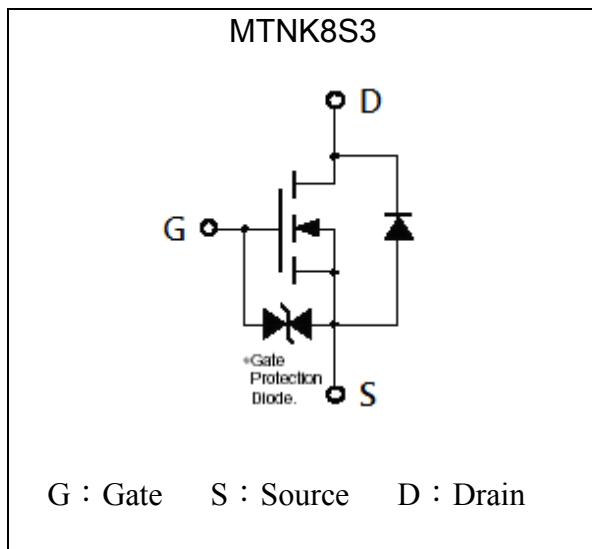 MTNK8S3
D
G
*Gate
Protection
Diode.
S
G：Gate S：Source D：Drain